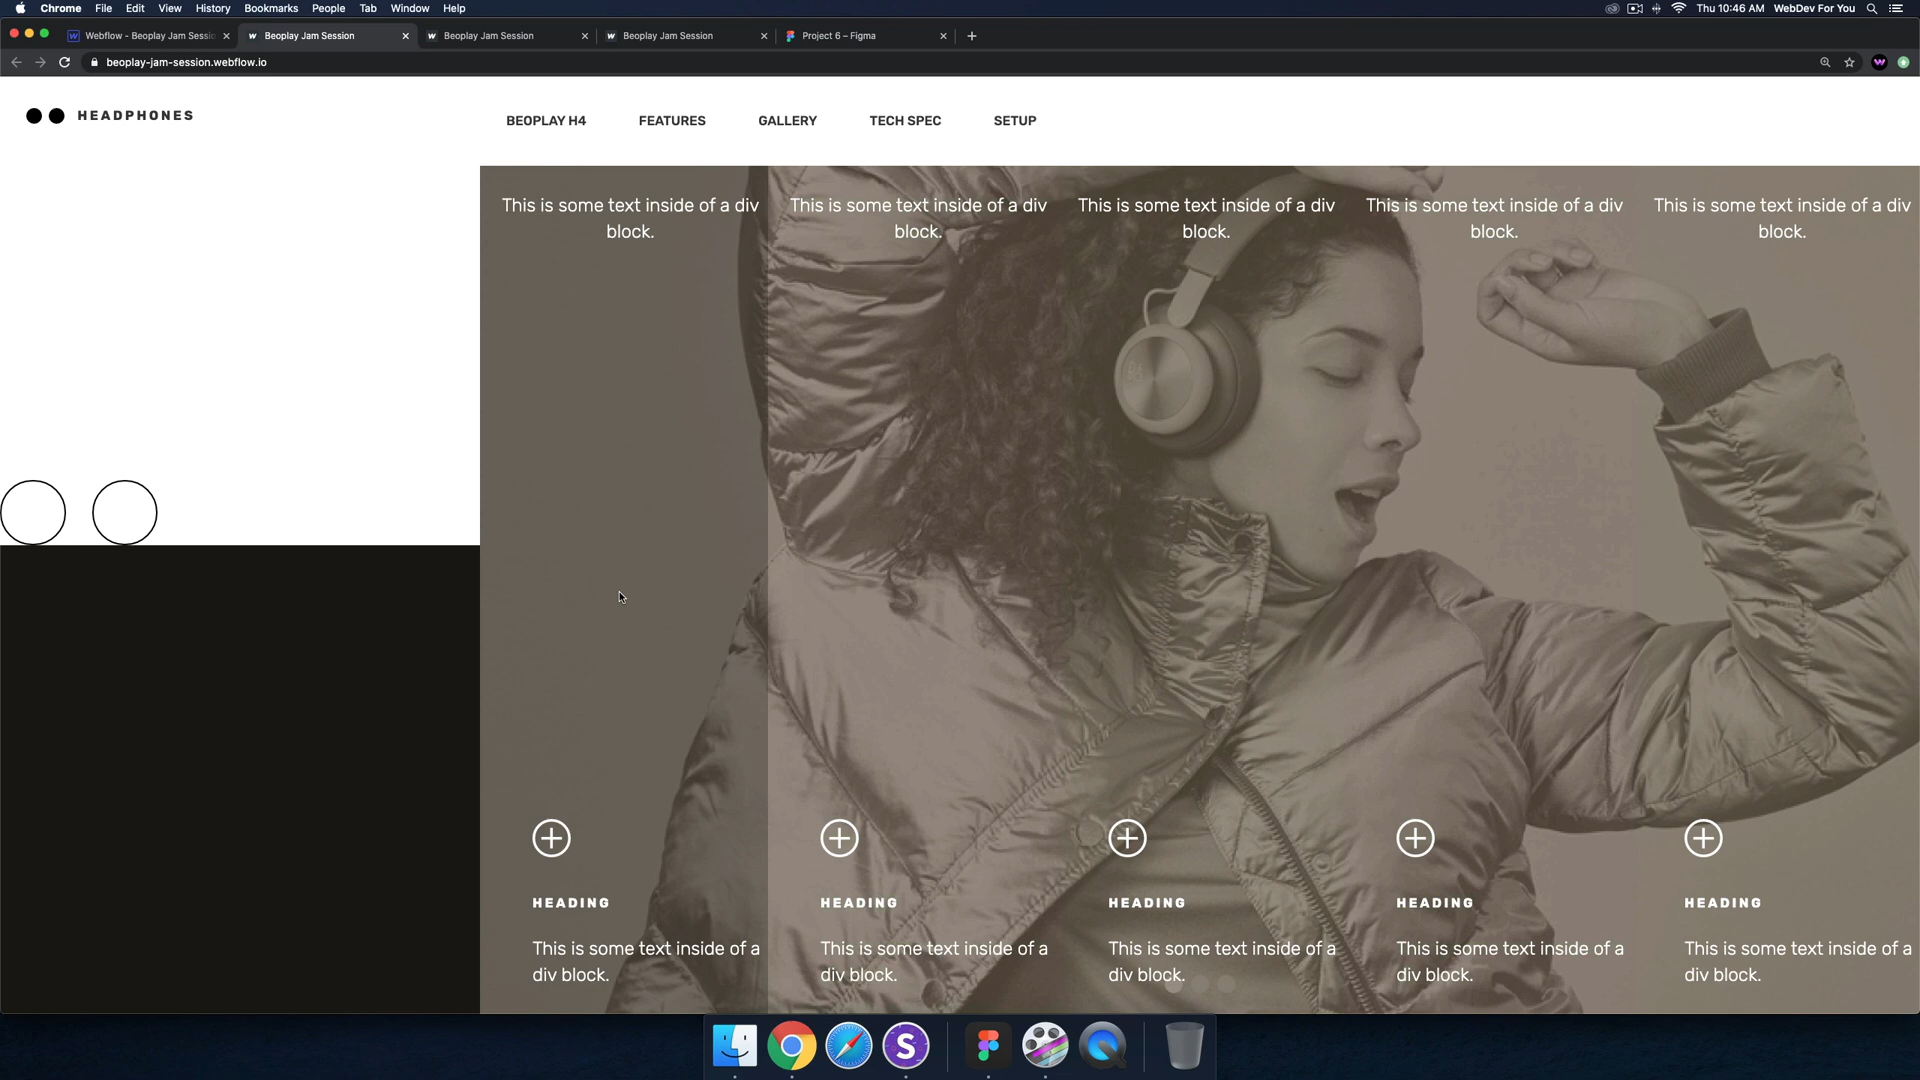 Chrome File Edit View History Bookmarks People Tab Window Help Thu 10:46 AM WebDev For You
Webflow - Beoplay Jam Sessi Beoplay Jam Session Beoplay Jam Session Beoplay Jam Session Project 6 – Figma
beoplay-jam-session.webflow.io
HEADPHONES
BEOPLAY H4 FEATURES GALLERY TECH SPEC SETUP
This is some text inside of a div
block.
This is some text inside of a div
block.
This is some text inside of a div
block.
This is some text inside of a div
block.
This is some text inside of a div
block.
HEADING
This is some text inside of a
div block.
HEADING
This is some text inside of a
div block.
HEADING
This is some text inside of a
div block.
HEADING
This is some text inside of a
div block.
HEADING
This is some text inside of a
div block.